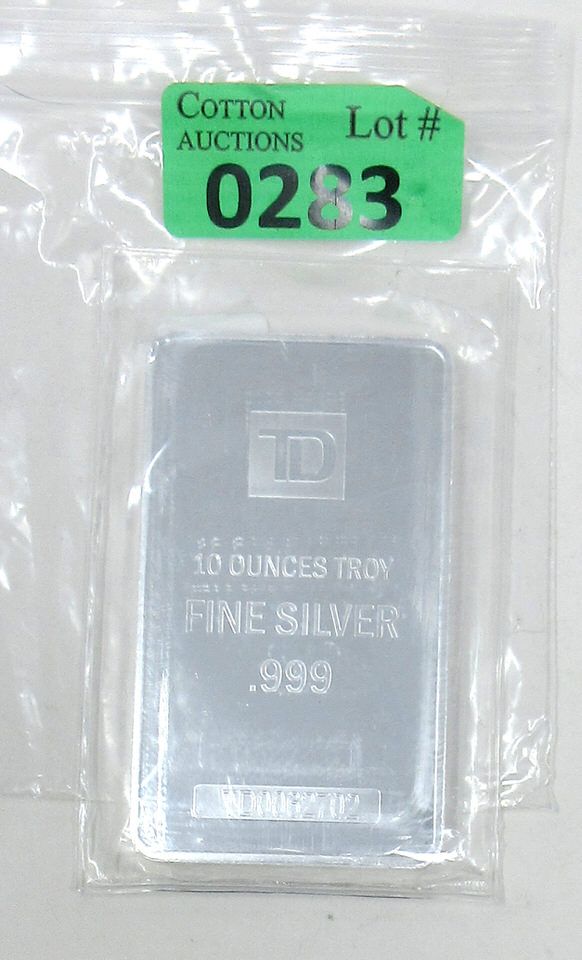 COTTON
AUCTIONS
Lot #
0283
TD
10 OUNCES TROY
FINE SILVER
.999